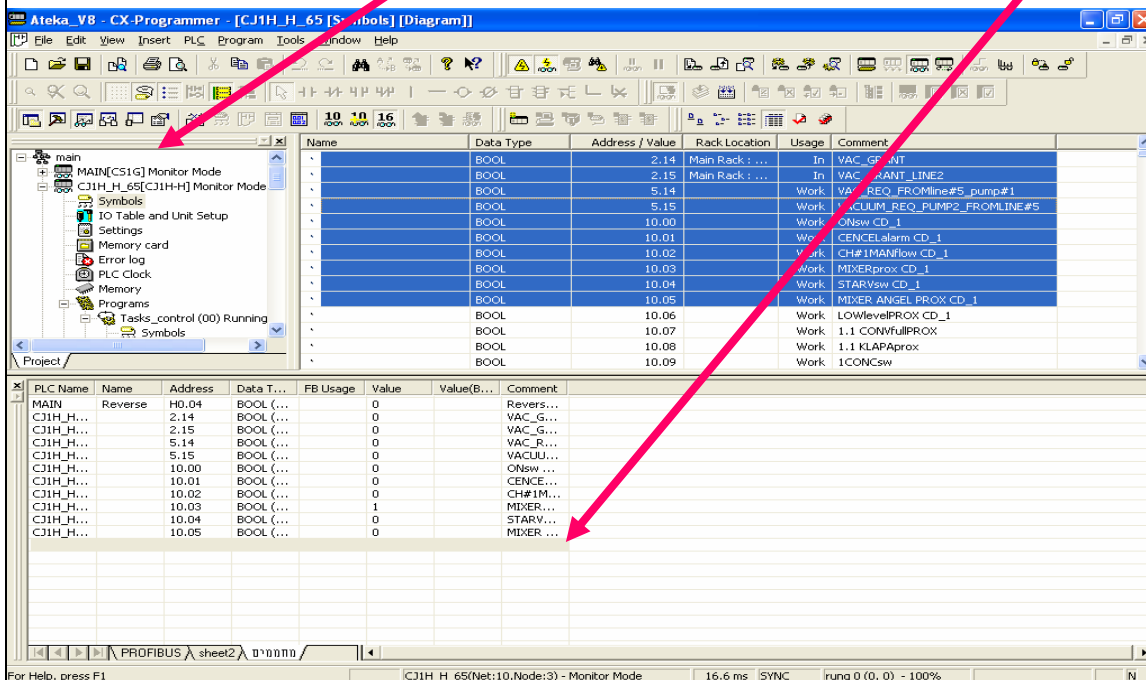 Ateka_V8 - CX-Programmer - [CJ1H_H_65 [Symbols] [Diagram]]
File Edit View Insert PLC Program Tools Window Help
10 10 16
main
MAIN[CS1G] Monitor Mode
CJ1H_H_65[CJ1H-H] Monitor Mode
Symbols
IO Table and Unit Setup
Settings
Memory card
Error log
PLC Clock
Memory
Programs
Tasks_control (00) Running
Symbols
Project
Name Data Type Address / Value Rack Location Usage Comment
BOOL 2.14 Main Rack : ... In VAC_GRANT
BOOL 2.15 Main Rack : ... In VAC_GRANT_LINE2
BOOL 5.14 Work VAC_REQ_FROMline#5_pump#1
BOOL 5.15 Work VACUUM_REQ_PUMP2_FROMLINE#5
BOOL 10.00 Work ONsw CD_1
BOOL 10.01 Work CENCELalarm CD_1
BOOL 10.02 Work CH#1MANflow CD_1
BOOL 10.03 Work MIXERprox CD_1
BOOL 10.04 Work STARVsw CD_1
BOOL 10.05 Work MIXER ANGEL PROX CD_1
BOOL 10.06 Work LOWlevelPROX CD_1
BOOL 10.07 Work 1.1 CONVfullPROX
BOOL 10.08 Work 1.1 KLAPAprox
BOOL 10.09 Work 1CONCsw
PLC Name Name Address Data T... FB Usage Value Value(B... Comment
MAIN Reverse H0.04 BOOL (... 0 Revers...
CJ1H_H... 2.14 BOOL (... 0 VAC_G...
CJ1H_H... 2.15 BOOL (... 0 VAC_G...
CJ1H_H... 5.14 BOOL (... 0 VAC_R...
CJ1H_H... 5.15 BOOL (... 0 VACUU...
CJ1H_H... 10.00 BOOL (... 0 ONsw ...
CJ1H_H... 10.01 BOOL (... 0 CENCE...
CJ1H_H... 10.02 BOOL (... 0 CH#1M...
CJ1H_H... 10.03 BOOL (... 1 MIXER...
CJ1H_H... 10.04 BOOL (... 0 STARV...
CJ1H_H... 10.05 BOOL (... 0 MIXER ...
PROFIBUS sheet2 מחממים
For Help, press F1 CJ1H_H_65(Net:10,Node:3) - Monitor Mode 16.6 ms SYNC rung 0 (0, 0) - 100% N